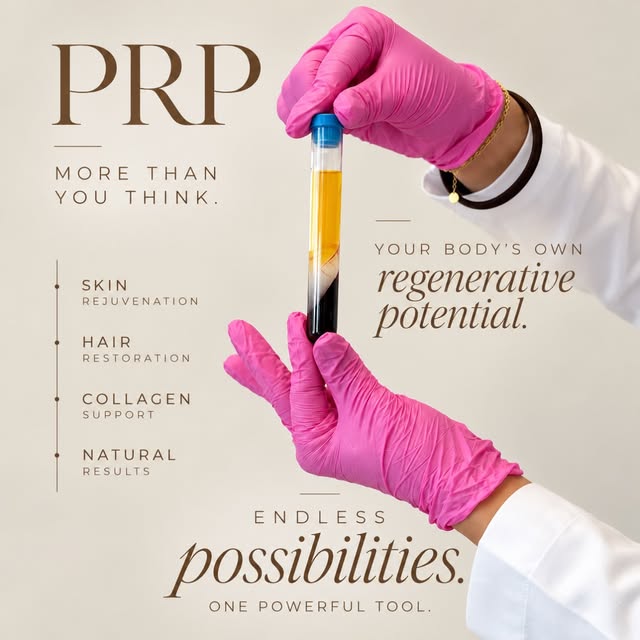 PRP
MORE THAN
YOU THINK.
YOUR BODY'S OWN
regenerative
potential.
SKIN
REJUVENATION
HAIR
RESTORATION
COLLAGEN
SUPPORT
NATURAL
RESULTS
ENDLESS
possibilities.
ONE POWERFUL TOOL.